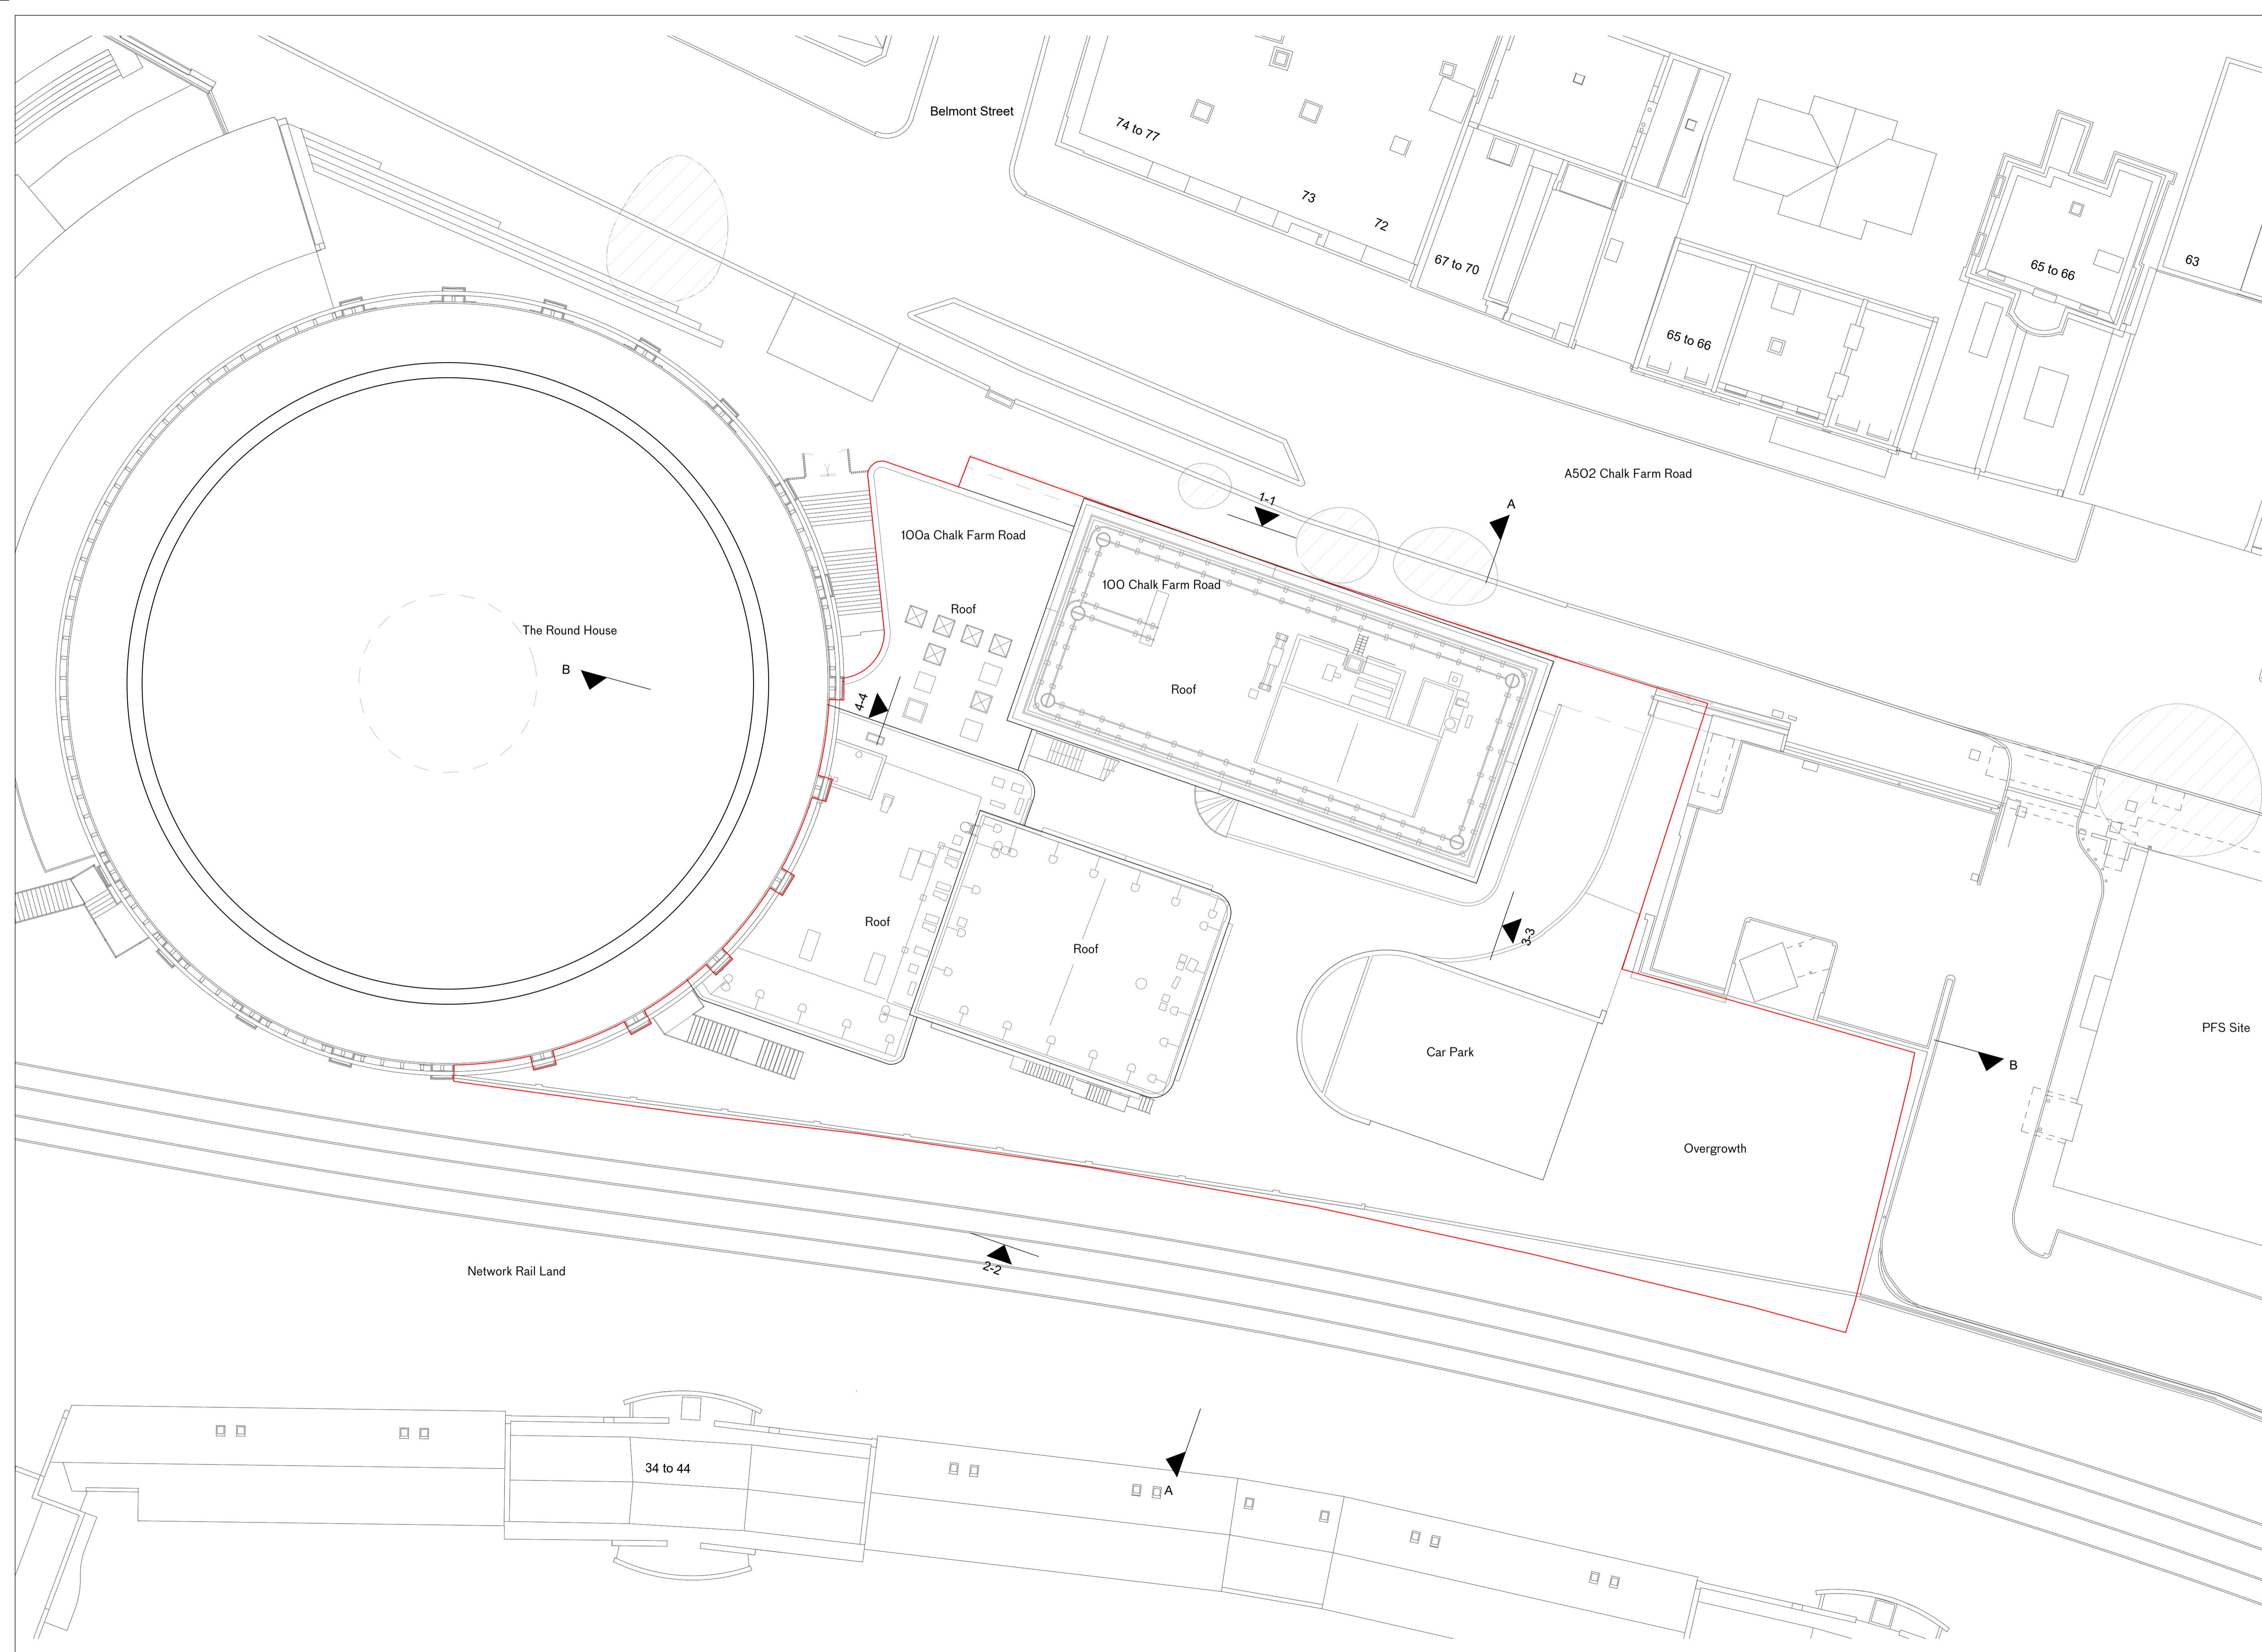 Belmont Street
74 to 77
73
72
67 to 70
65 to 66
63
65 to 66
A502 Chalk Farm Road
1-1
A
100a Chalk Farm Road
100 Chalk Farm Road
Roof
The Round House
B
4-4
Roof
Roof
Roof
3-3
Car Park
PFS Site
B
Overgrowth
Network Rail Land
2-2
34 to 44
A